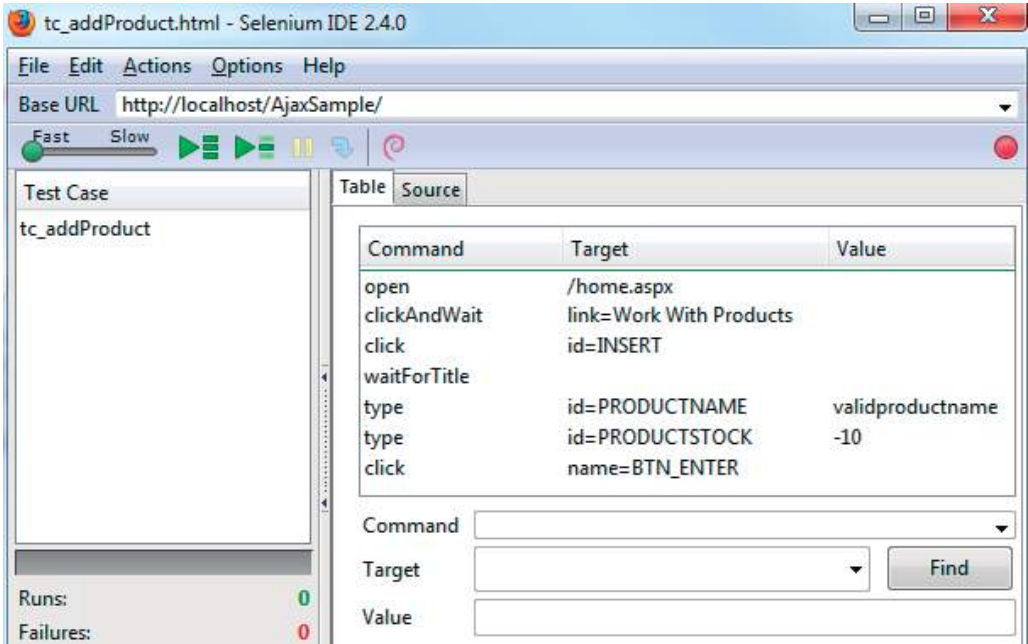 tc_addProduct.html - Selenium IDE 2.4.0
File Edit Actions Options Help
Base URL http://localhost/AjaxSample/
Fast Slow
Test Case
tc_addProduct
Runs: 0
Failures: 0
Table Source
Command Target Value
open /home.aspx
clickAndWait link=Work With Products
click id=INSERT
waitForTitle
type id=PRODUCTNAME validproductname
type id=PRODUCTSTOCK -10
click name=BTN_ENTER
Command
Target Find
Value